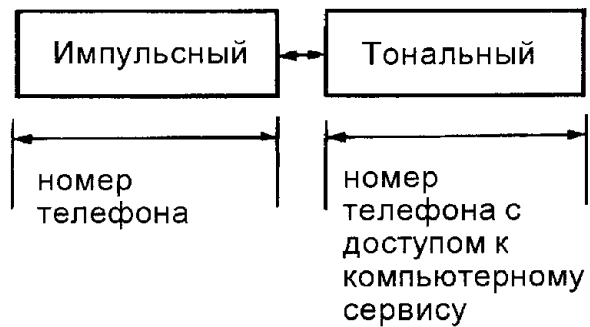 Импульсный
Тональный
номер
телефона
номер
телефона с
доступом к
компьютерному
сервису